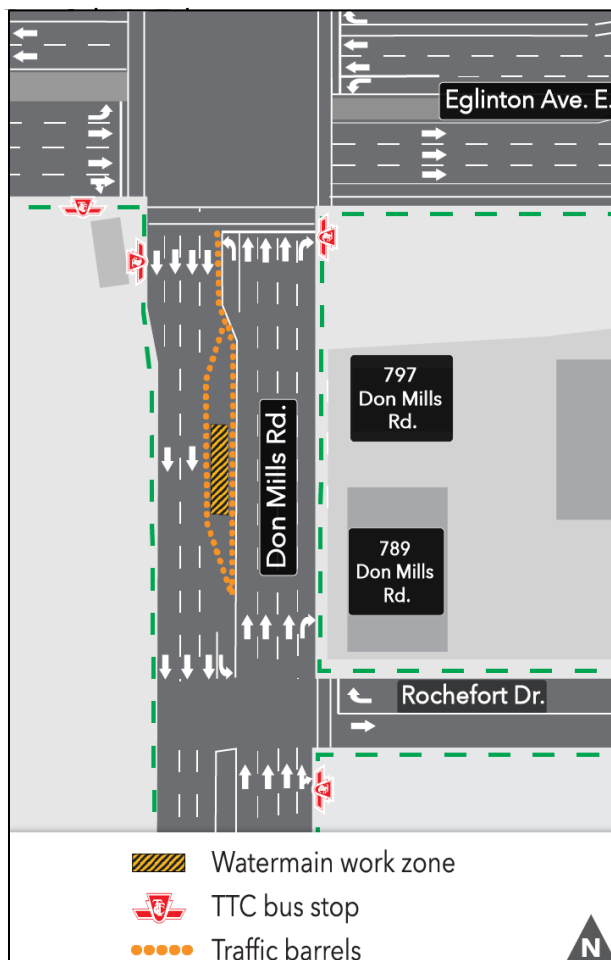 Eglinton Ave. E.
797
Don Mills
Rd.
Don Mills Rd.
789
Don Mills
Rd.
Rochefort Dr.
Watermain work zone
TTC bus stop
Traffic barrels
N